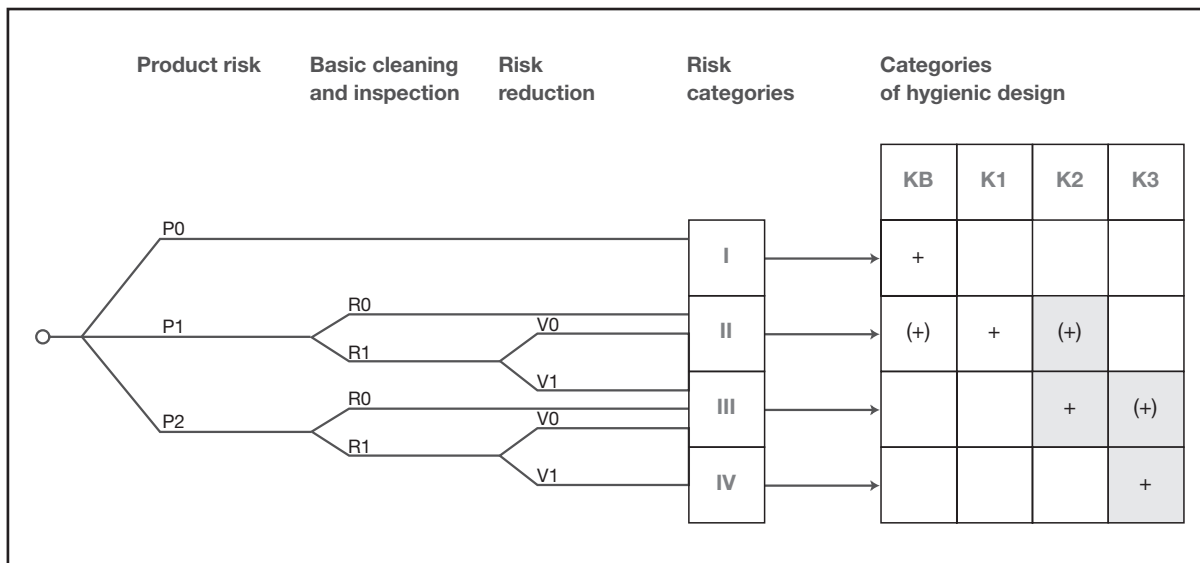 Product risk
Basic cleaning
and inspection
Risk
reduction
Risk
categories
Categories
of hygienic design
KB K1 K2 K3
P0
I
+
R0
P1
V0
II
(+) + (+)
R1
V1
R0
III
+ (+)
P2
V0
R1
V1
IV
+